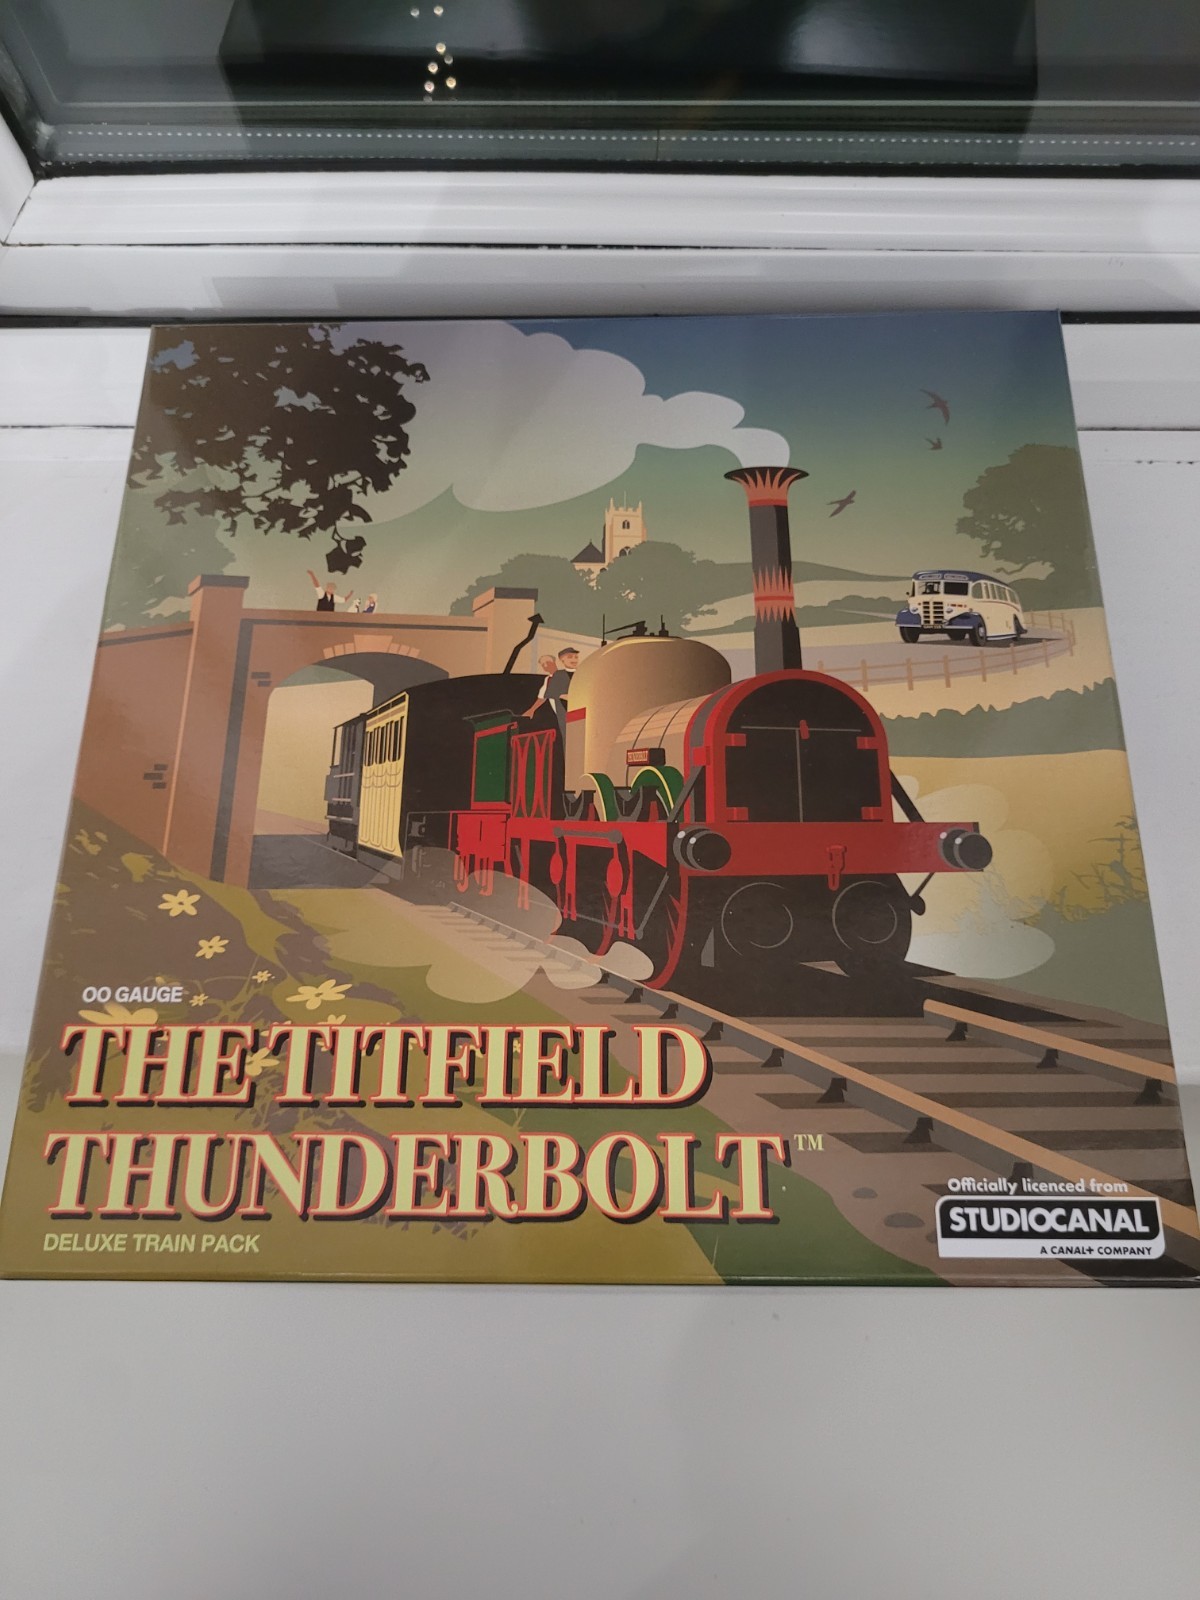 OO GAUGE
THE TITFIELD
THUNDERBOLT™
DELUXE TRAIN PACK
Officially licenced from
STUDIOCANAL
A CANAL+ COMPANY